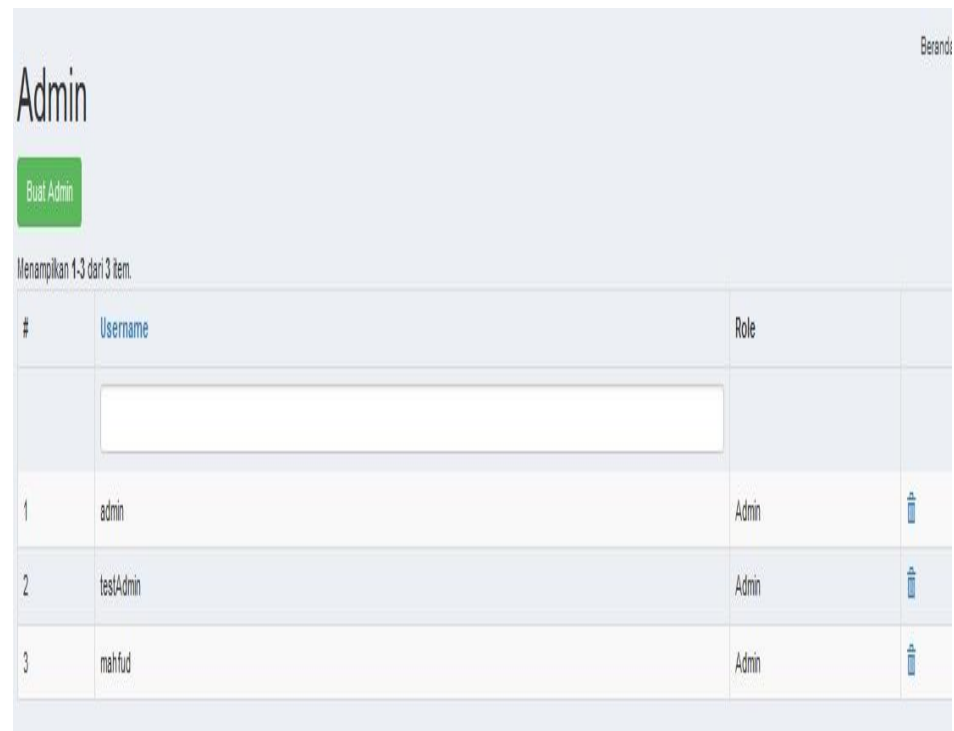 Beranda
Admin
Buat Admin
Menampilkan 1-3 dari 3 item.
# Username Role
1 admin Admin
2 testAdmin Admin
3 mahfud Admin